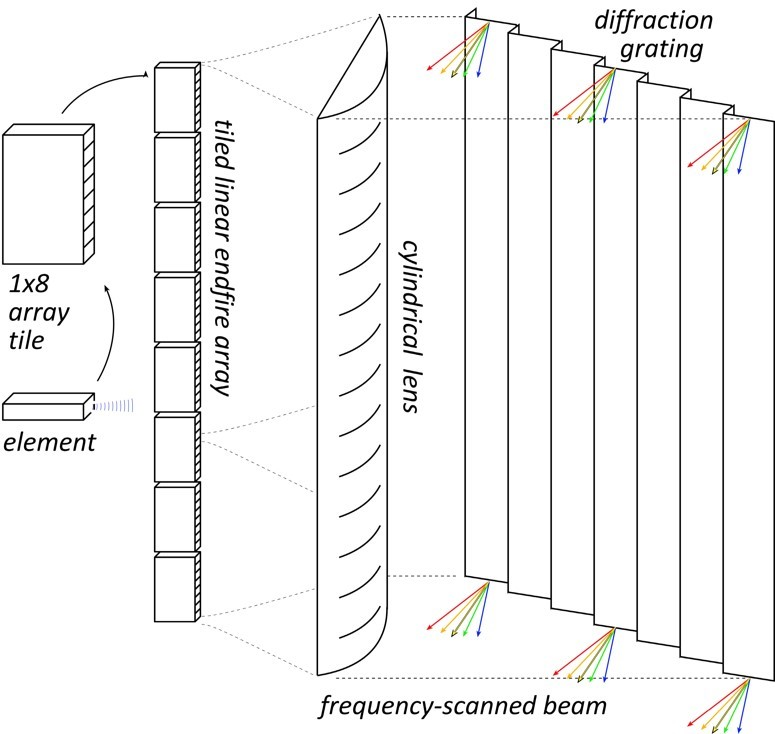 diffraction
grating
tiled linear endfire array
cylindrical lens
1x8
array
tile
element
frequency-scanned beam